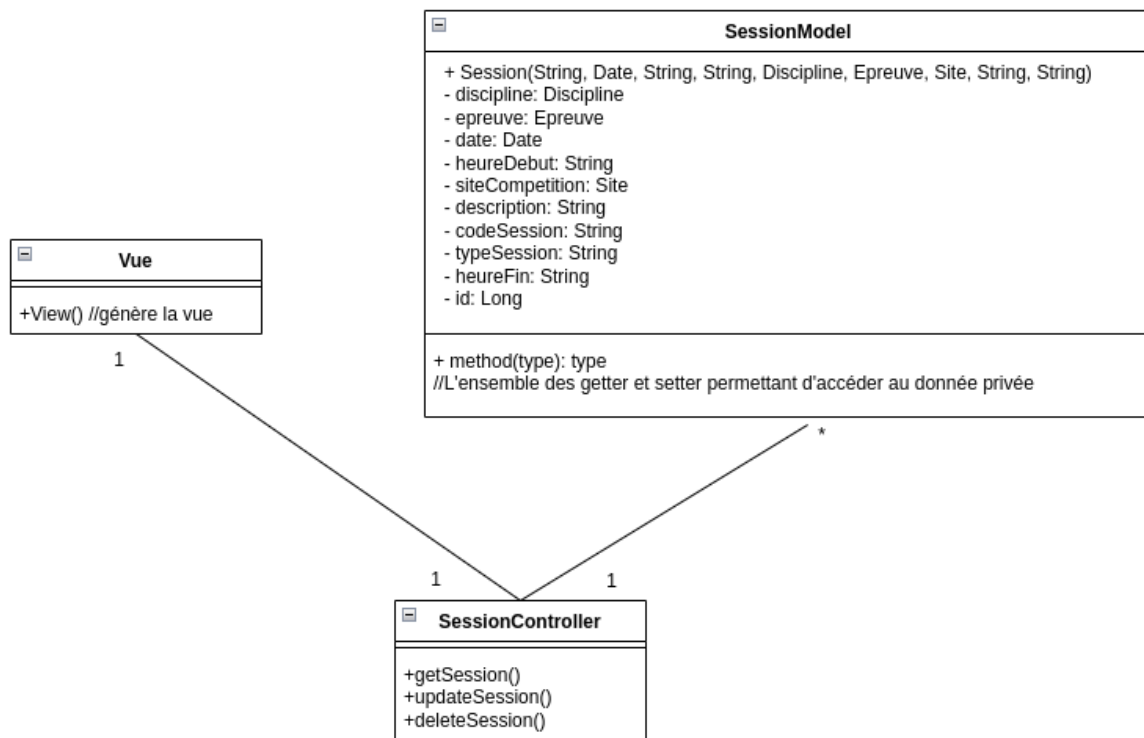 SessionModel
+ Session(String, Date, String, String, Discipline, Epreuve, Site, String, String)
- discipline: Discipline
- epreuve: Epreuve
- date: Date
- heureDebut: String
- siteCompetition: Site
- description: String
- codeSession: String
- typeSession: String
- heureFin: String
- id: Long
+ method(type): type
//L'ensemble des getter et setter permettant d'accéder au donnée privée
Vue
+View() //génère la vue
1
*
1
1
SessionController
+getSession()
+updateSession()
+deleteSession()